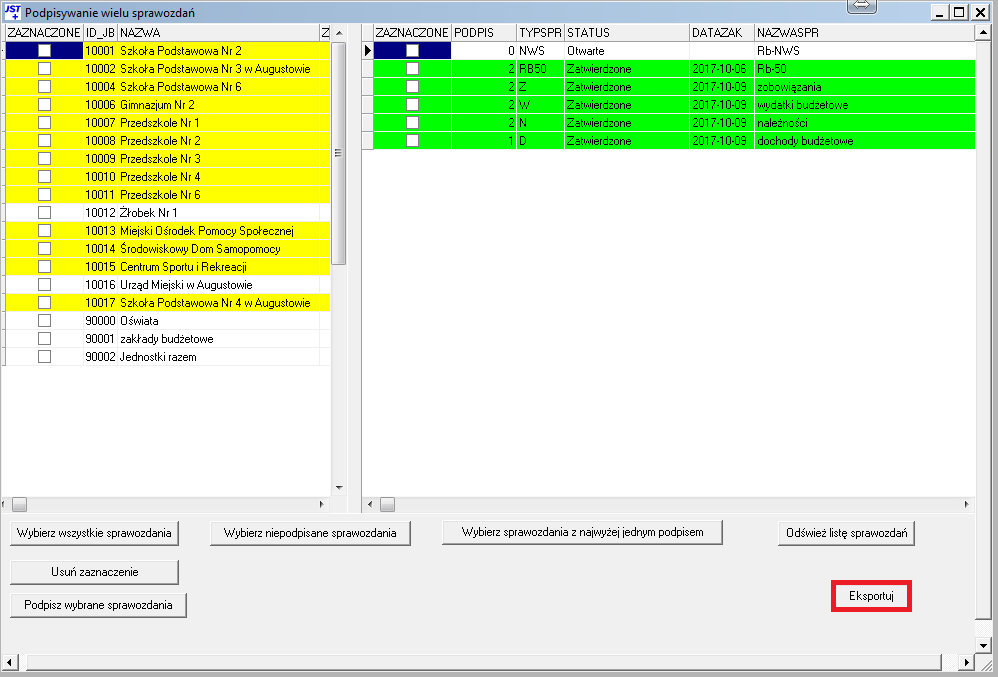 JST+ Podpisywanie wielu sprawozdań
ZAZNACZONE ID_JB NAZWA Z
10001 Szkoła Podstawowa Nr 2
10002 Szkoła Podstawowa Nr 3 w Augustowie
10004 Szkoła Podstawowa Nr 6
10006 Gimnazjum Nr 2
10007 Przedszkole Nr 1
10008 Przedszkole Nr 2
10009 Przedszkole Nr 3
10010 Przedszkole Nr 4
10011 Przedszkole Nr 6
10012 Żłobek Nr 1
10013 Miejski Ośrodek Pomocy Społecznej
10014 Środowiskowy Dom Samopomocy
10015 Centrum Sportu i Rekreacji
10016 Urząd Miejski w Augustowie
10017 Szkoła Podstawowa Nr 4 w Augustowie
90000 Oświata
90001 zakłady budżetowe
90002 Jednostki razem
ZAZNACZONE PODPIS TYPSPR STATUS DATAZAK NAZWASPR
0 NWS Otwarte Rb-NWS
2 RB50 Zatwierdzone 2017-10-06 Rb-50
2 Z Zatwierdzone 2017-10-09 zobowiązania
2 W Zatwierdzone 2017-10-09 wydatki budżetowe
2 N Zatwierdzone 2017-10-09 należności
1 D Zatwierdzone 2017-10-09 dochody budżetowe
Wybierz wszystkie sprawozdania
Wybierz niepodpisane sprawozdania
Wybierz sprawozdania z najwyżej jednym podpisem
Odśwież listę sprawozdań
Usuń zaznaczenie
Podpisz wybrane sprawozdania
Eksportuj